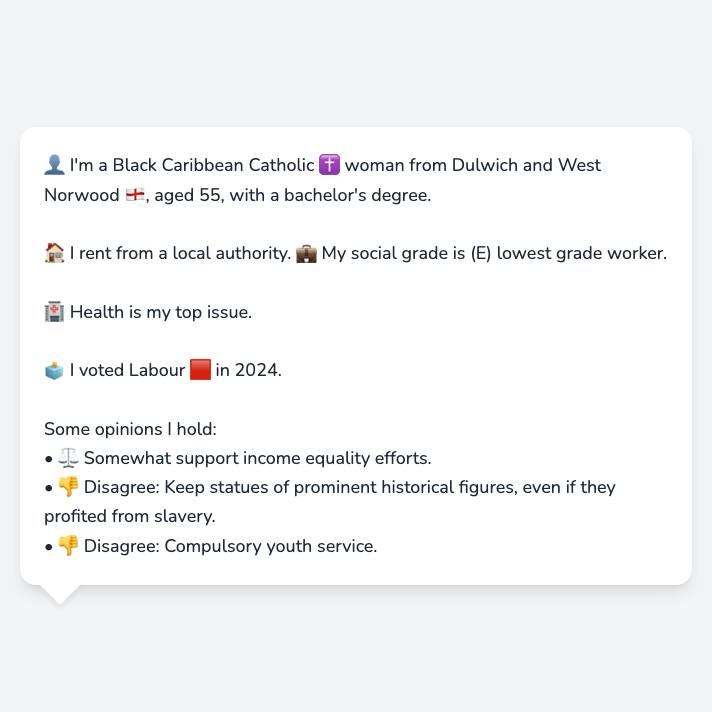 👤 I'm a Black Caribbean Catholic ✝️ woman from Dulwich and West
Norwood 🏴󠁧󠁢󠁥󠁮󠁧󠁿, aged 55, with a bachelor's degree.
🏠 I rent from a local authority. 💼 My social grade is (E) lowest grade worker.
🏥 Health is my top issue.
🗳️ I voted Labour 🟥 in 2024.
Some opinions I hold:
• ⚖️ Somewhat support income equality efforts.
• 👎 Disagree: Keep statues of prominent historical figures, even if they
profited from slavery.
• 👎 Disagree: Compulsory youth service.